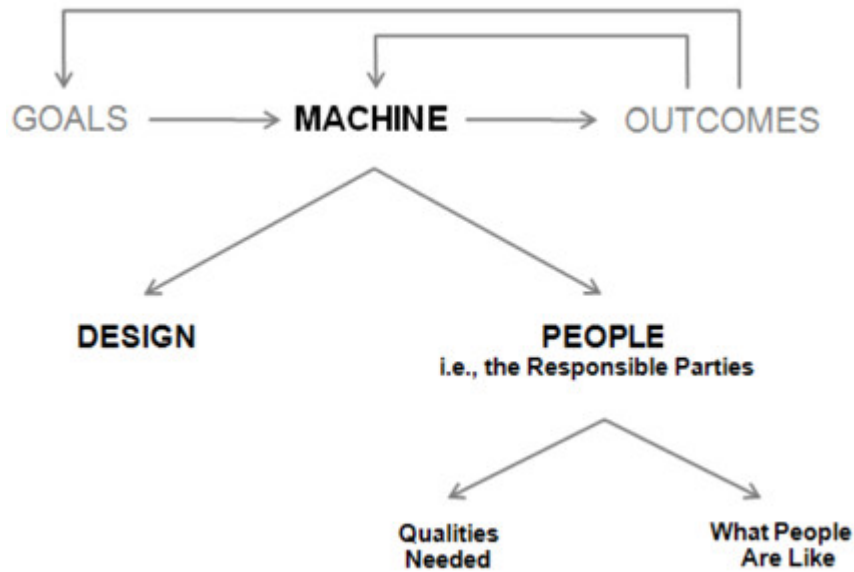 GOALS MACHINE OUTCOMES
DESIGN PEOPLE
i.e., the Responsible Parties
Qualities
Needed
What People
Are Like